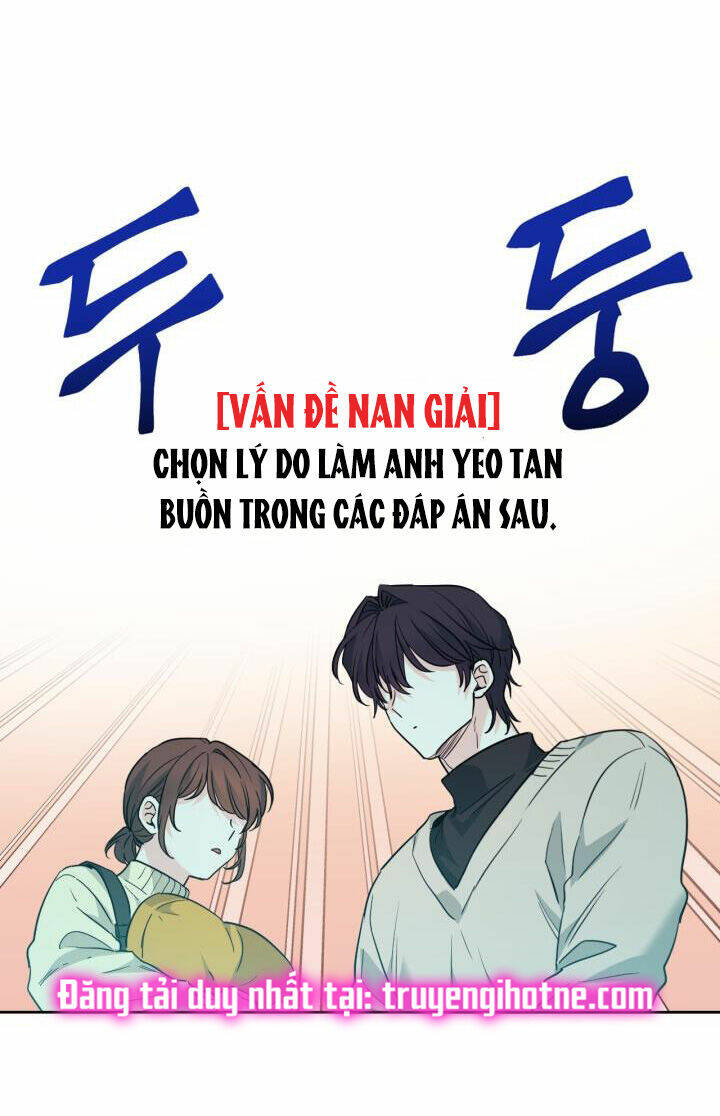 두 둥
[VẤN ĐỀ NAN GIẢI]
CHỌN LÝ DO LÀM ANH YEO TAN
BUỒN TRONG CÁC ĐÁP ÁN SAU.
Đăng tải duy nhất tại: truyengihotne.com